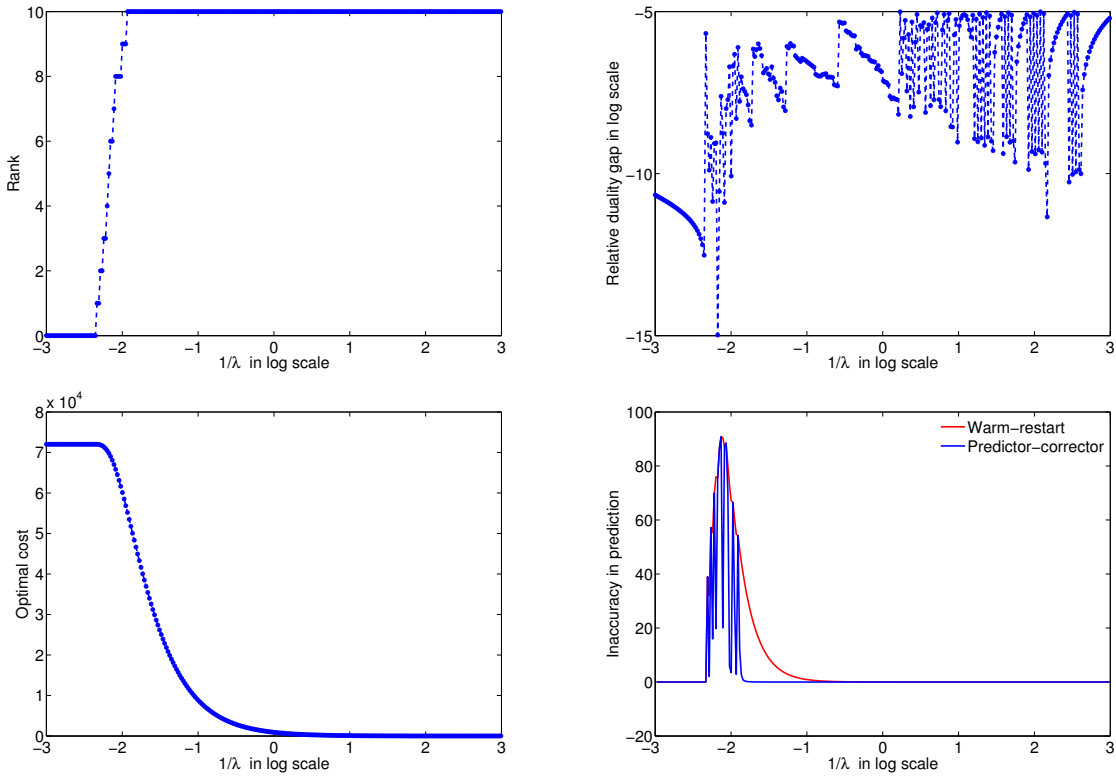 10
8
6
4
2
0
Rank
−3 −2 −1 0 1 2 3
1/λ in log scale
−5
−10
−15
Relative duality gap in log scale
−3 −2 −1 0 1 2 3
1/λ in log scale
x 10^4
8
7
6
5
4
3
2
1
0
Optimal cost
−3 −2 −1 0 1 2 3
1/λ in log scale
100
80
60
40
20
0
−20
Inaccuracy in prediction
Warm−restart
Predictor−corrector
−3 −2 −1 0 1 2 3
1/λ in log scale